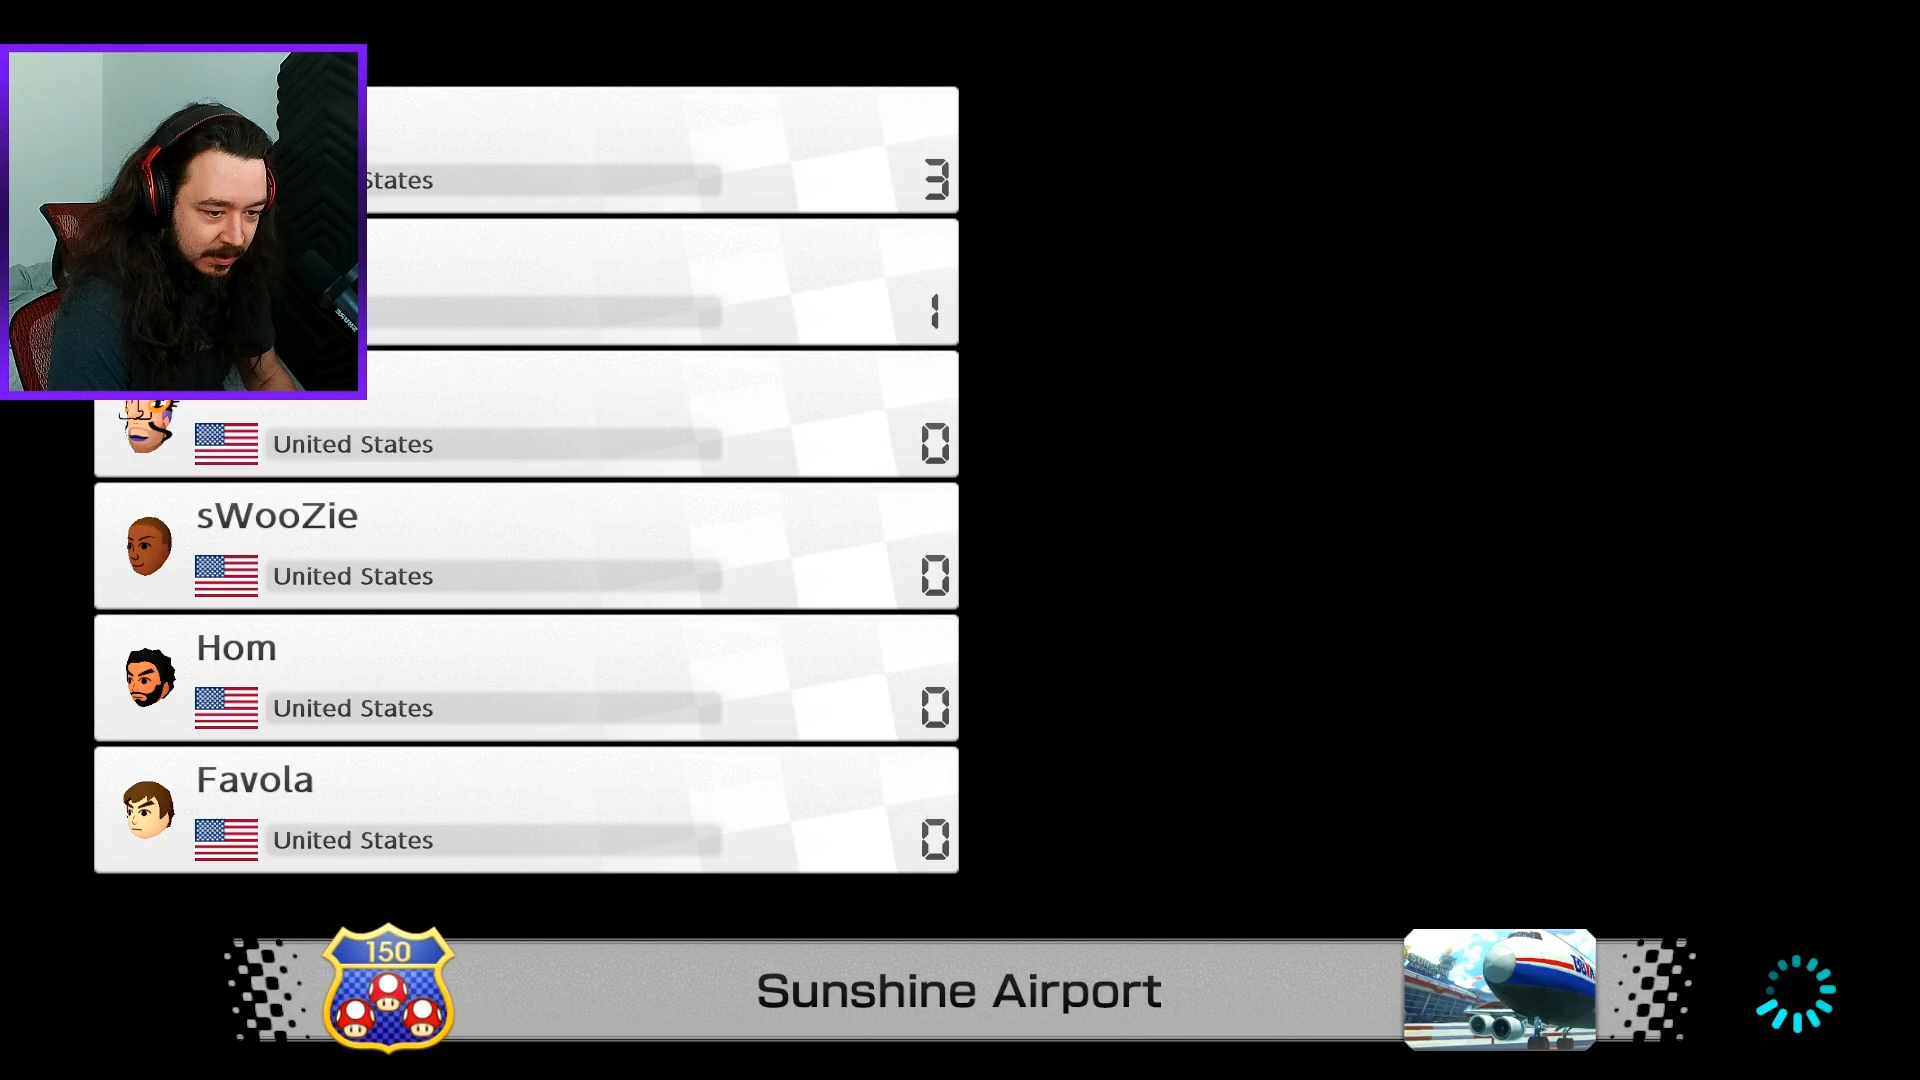 States
3
1
United States
0
sWooZie
United States
0
Hom
United States
0
Favola
United States
0
150
Sunshine Airport